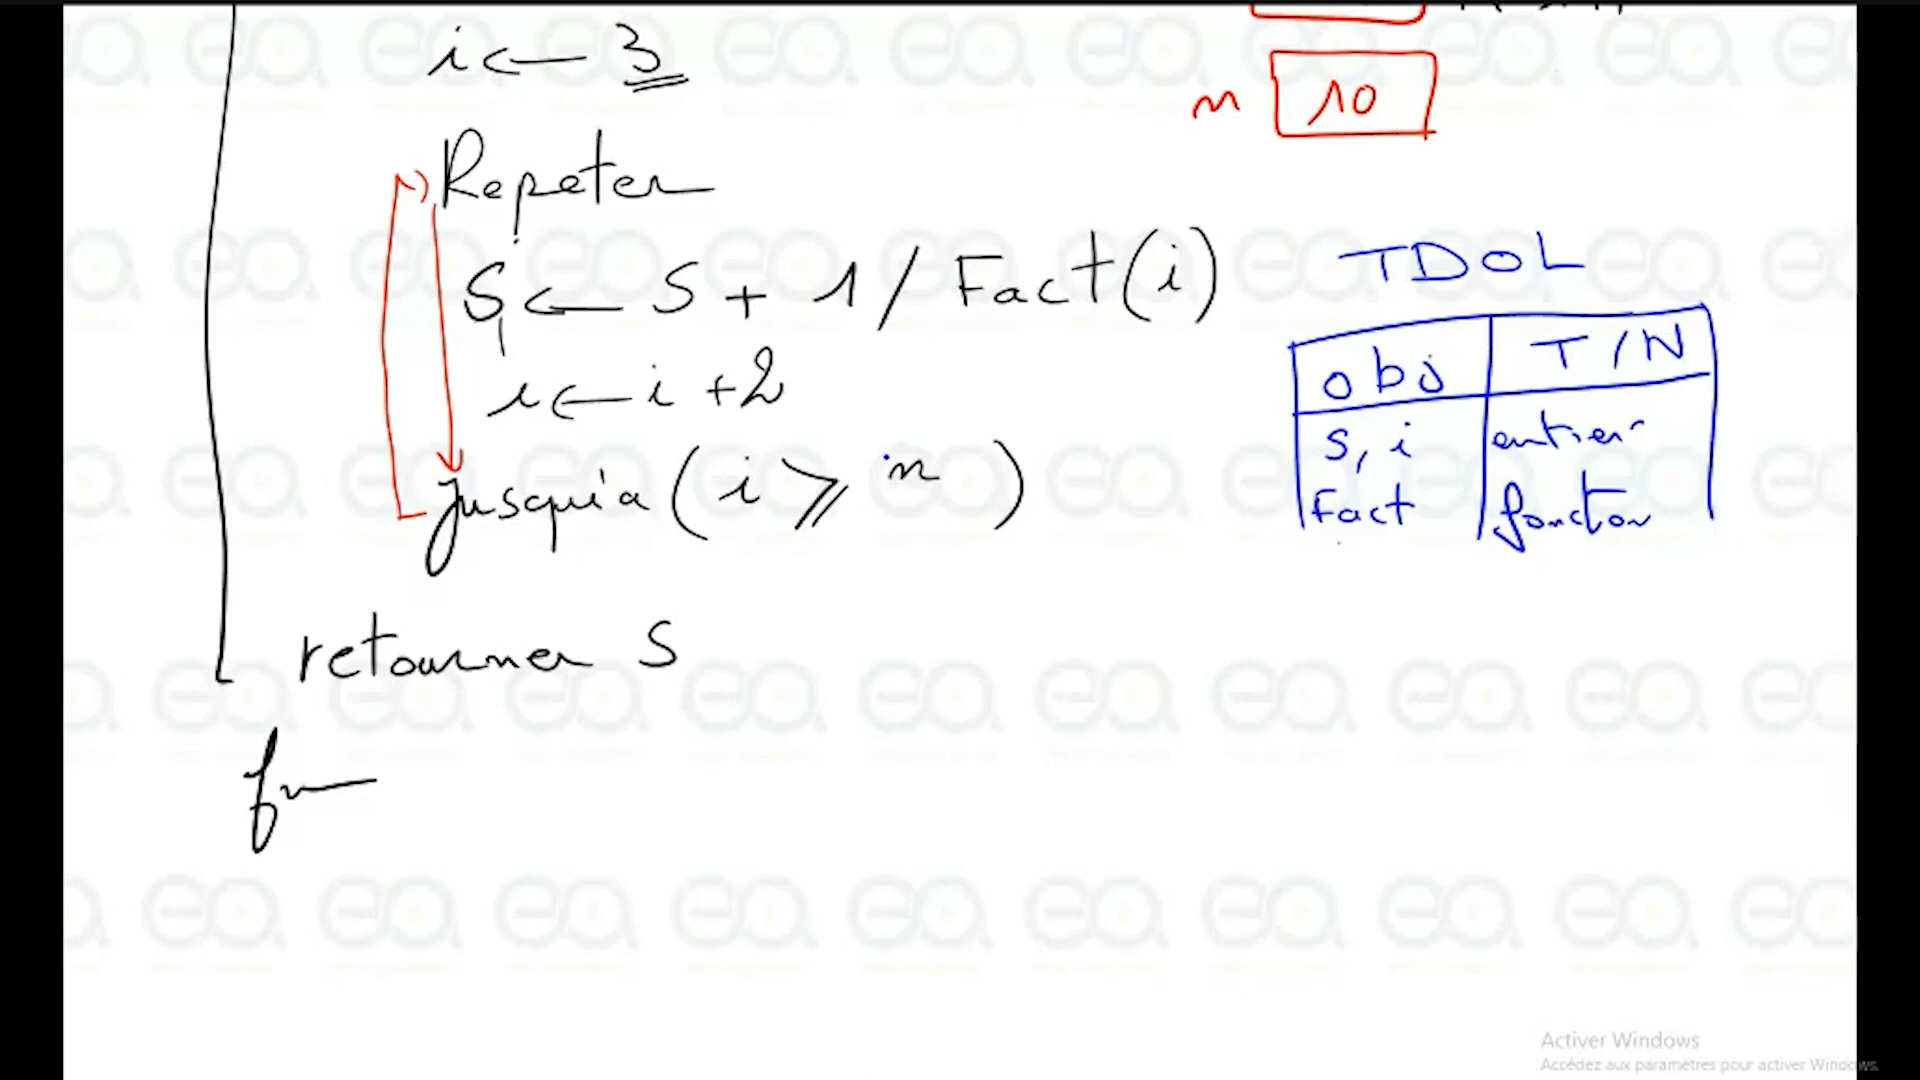 i ← 3
n 10
Repeter
S ← S + 1 / Fact(i)
i ← i + 2
jusqu'a ( i ⩾ n )
retourner S
TDOL
obj T/N
S, i entier
Fact fonction
Activer Windows
Accédez aux paramètres pour activer Windows.